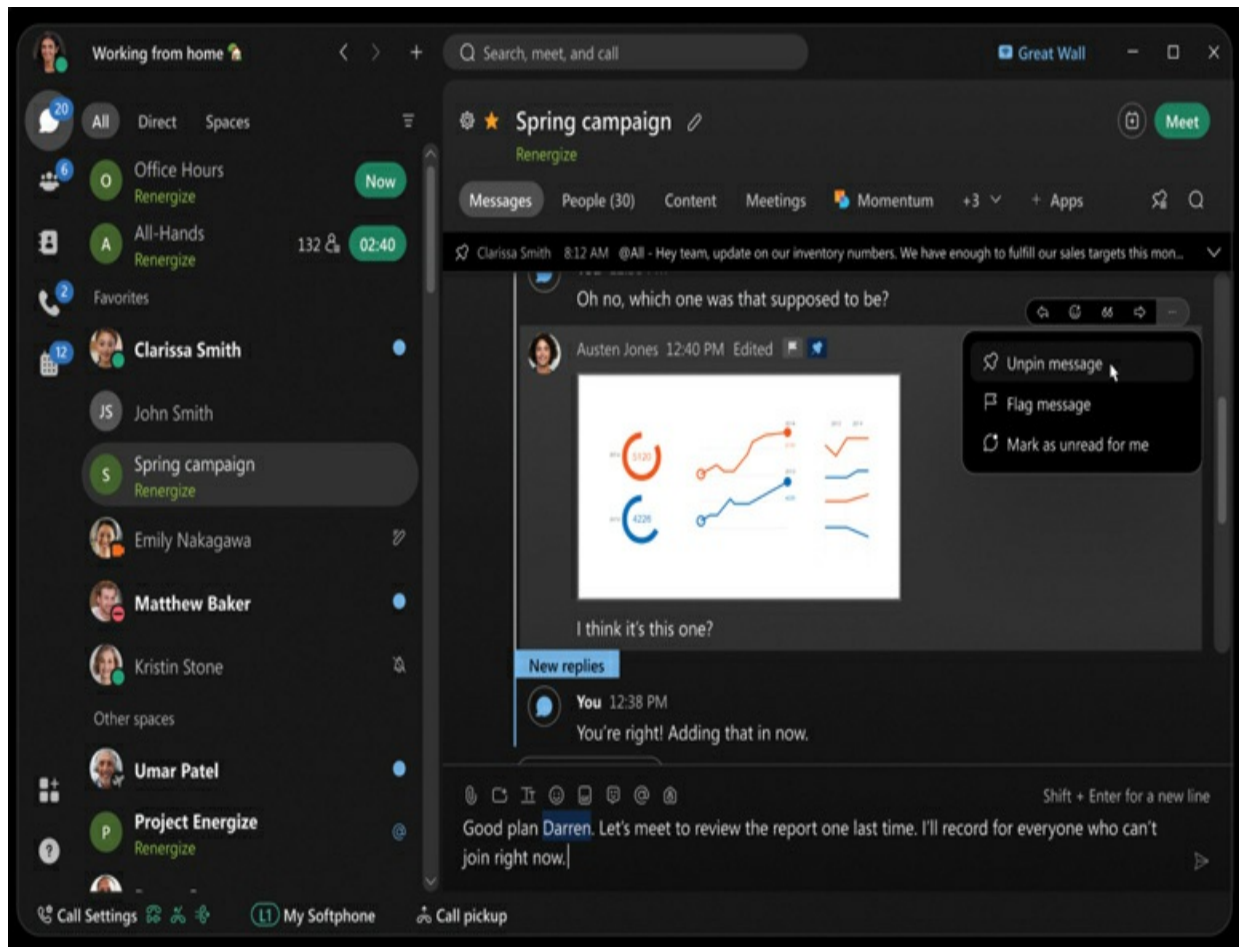 Working from home
Search, meet, and call
Great Wall
20
All
Direct
Spaces
Spring campaign
Meet
Renergize
6
O
Office Hours
Renergize
Now
Messages
People (30)
Content
Meetings
Momentum
+3
+ Apps
A
All-Hands
Renergize
132
02:40
Clarissa Smith 8:12 AM @All - Hey team, update on our inventory numbers. We have enough to fulfill our sales targets this mon...
2
Favorites
Oh no, which one was that supposed to be?
12
Clarissa Smith
Austen Jones 12:40 PM Edited
Unpin message
Flag message
Mark as unread for me
JS
John Smith
5120
4226
S
Spring campaign
Renergize
Emily Nakagawa
Matthew Baker
I think it's this one?
New replies
Kristin Stone
You 12:38 PM
You're right! Adding that in now.
Other spaces
Umar Patel
Shift + Enter for a new line
P
Project Energize
Renergize
Good plan Darren. Let's meet to review the report one last time. I'll record for everyone who can't
join right now.
Call Settings
L1
My Softphone
Call pickup